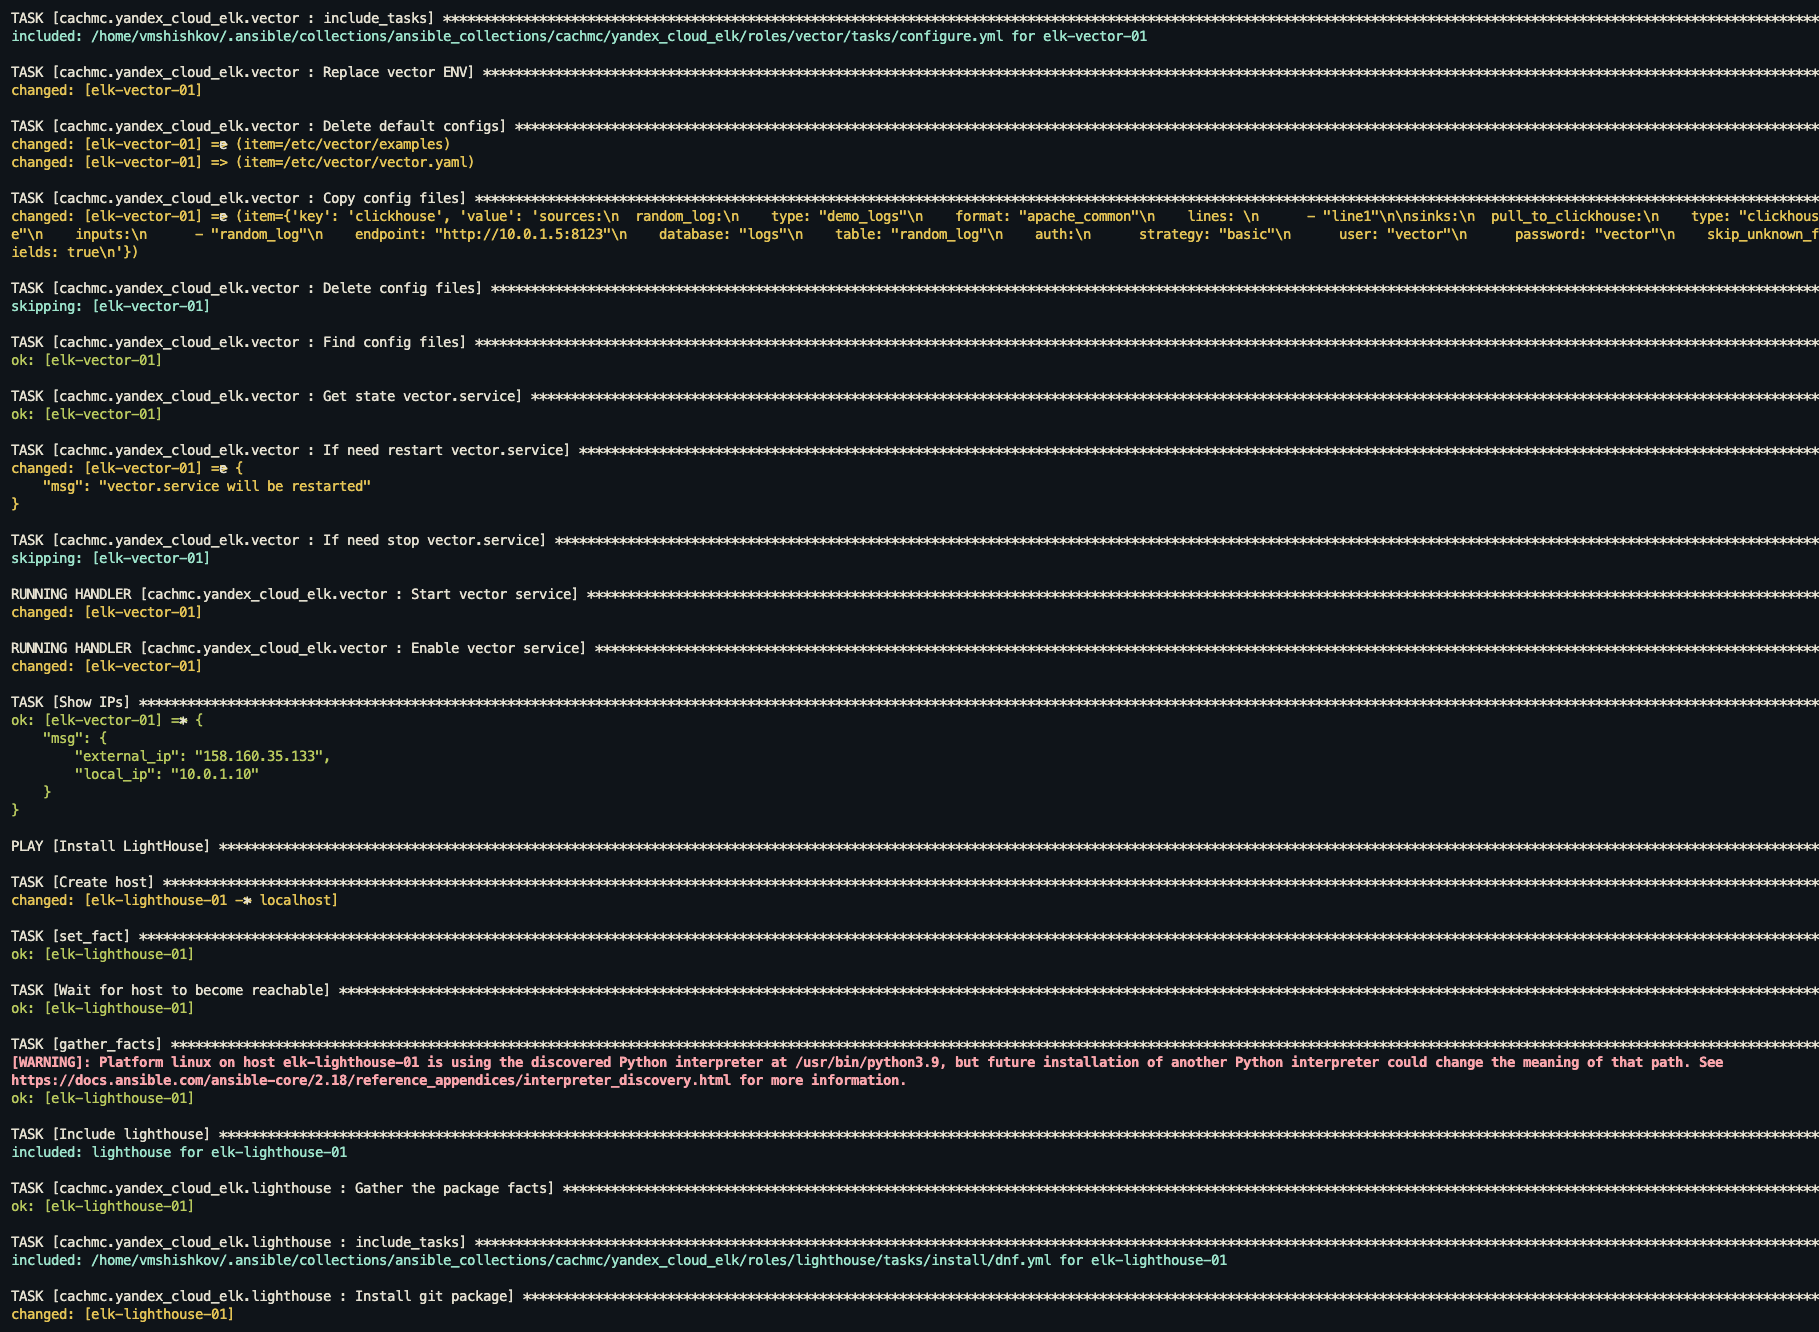 TASK [cachmc.yandex_cloud_elk.vector : include_tasks] ********************************************************************************
included: /home/vmshishkov/.ansible/collections/ansible_collections/cachmc/yandex_cloud_elk/roles/vector/tasks/configure.yml for elk-vector-01
TASK [cachmc.yandex_cloud_elk.vector : Replace vector ENV] ********************************************************************************
changed: [elk-vector-01]
TASK [cachmc.yandex_cloud_elk.vector : Delete default configs] ********************************************************************************
changed: [elk-vector-01] => (item=/etc/vector/examples)
changed: [elk-vector-01] => (item=/etc/vector/vector.yaml)
TASK [cachmc.yandex_cloud_elk.vector : Copy config files] ********************************************************************************
changed: [elk-vector-01] => (item={'key': 'clickhouse', 'value': 'sources:\n  random_log:\n    type: "demo_logs"\n    format: "apache_common"\n    lines: \n      - "line1"\n\nsinks:\n  pull_to_clickhouse:\n    type: "clickhous
e"\n    inputs:\n      - "random_log"\n    endpoint: "http://10.0.1.5:8123"\n    database: "logs"\n    table: "random_log"\n    auth:\n      strategy: "basic"\n      user: "vector"\n      password: "vector"\n    skip_unknown_f
ields: true\n'})
TASK [cachmc.yandex_cloud_elk.vector : Delete config files] ********************************************************************************
skipping: [elk-vector-01]
TASK [cachmc.yandex_cloud_elk.vector : Find config files] ********************************************************************************
ok: [elk-vector-01]
TASK [cachmc.yandex_cloud_elk.vector : Get state vector.service] ********************************************************************************
ok: [elk-vector-01]
TASK [cachmc.yandex_cloud_elk.vector : If need restart vector.service] ********************************************************************************
changed: [elk-vector-01] => {
    "msg": "vector.service will be restarted"
}
TASK [cachmc.yandex_cloud_elk.vector : If need stop vector.service] ********************************************************************************
skipping: [elk-vector-01]
RUNNING HANDLER [cachmc.yandex_cloud_elk.vector : Start vector service] ********************************************************************************
changed: [elk-vector-01]
RUNNING HANDLER [cachmc.yandex_cloud_elk.vector : Enable vector service] ********************************************************************************
changed: [elk-vector-01]
TASK [Show IPs] ********************************************************************************
ok: [elk-vector-01] =* {
    "msg": {
        "external_ip": "158.160.35.133",
        "local_ip": "10.0.1.10"
    }
}
PLAY [Install LightHouse] ********************************************************************************
TASK [Create host] ********************************************************************************
changed: [elk-lighthouse-01 -* localhost]
TASK [set_fact] ********************************************************************************
ok: [elk-lighthouse-01]
TASK [Wait for host to become reachable] ********************************************************************************
ok: [elk-lighthouse-01]
TASK [gather_facts] ********************************************************************************
[WARNING]: Platform linux on host elk-lighthouse-01 is using the discovered Python interpreter at /usr/bin/python3.9, but future installation of another Python interpreter could change the meaning of that path. See
https://docs.ansible.com/ansible-core/2.18/reference_appendices/interpreter_discovery.html for more information.
ok: [elk-lighthouse-01]
TASK [Include lighthouse] ********************************************************************************
included: lighthouse for elk-lighthouse-01
TASK [cachmc.yandex_cloud_elk.lighthouse : Gather the package facts] ********************************************************************************
ok: [elk-lighthouse-01]
TASK [cachmc.yandex_cloud_elk.lighthouse : include_tasks] ********************************************************************************
included: /home/vmshishkov/.ansible/collections/ansible_collections/cachmc/yandex_cloud_elk/roles/lighthouse/tasks/install/dnf.yml for elk-lighthouse-01
TASK [cachmc.yandex_cloud_elk.lighthouse : Install git package] ********************************************************************************
changed: [elk-lighthouse-01]